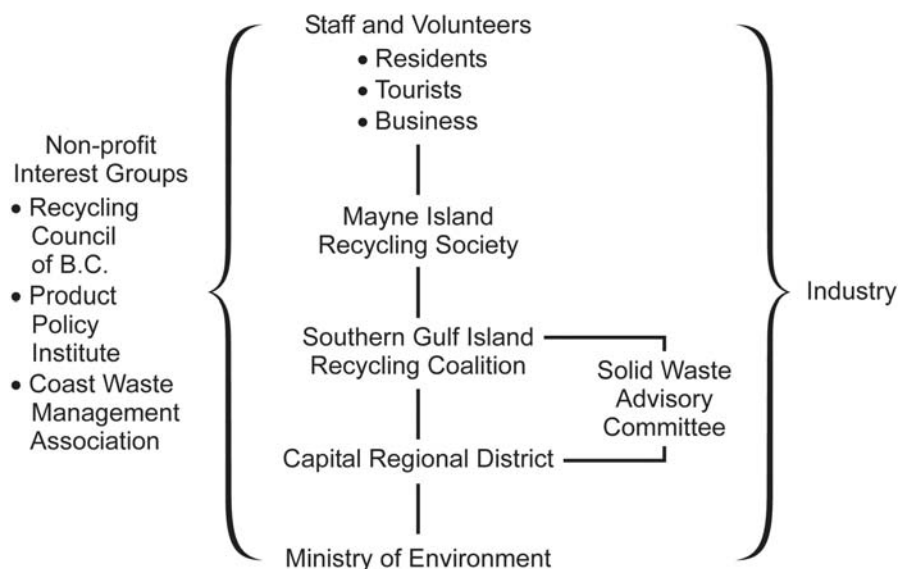 Non-profit
Interest Groups
• Recycling
Council
of B.C.
• Product
Policy
Institute
• Coast Waste
Management
Association
Staff and Volunteers
• Residents
• Tourists
• Business
Mayne Island
Recycling Society
Southern Gulf Island
Recycling Coalition
Solid Waste
Advisory
Committee
Capital Regional District
Ministry of Environment
Industry